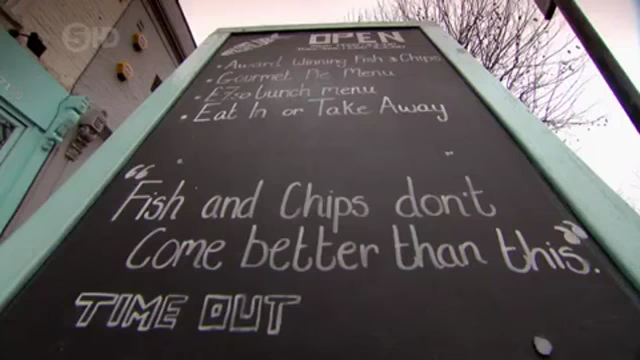 5HD
OPEN
• Award Winning Fish & Chips
• Gourmet Pie Menu
• £7.50 Lunch menu
• Eat In or Take Away
"Fish and Chips don't
Come better than this."
TIME OUT